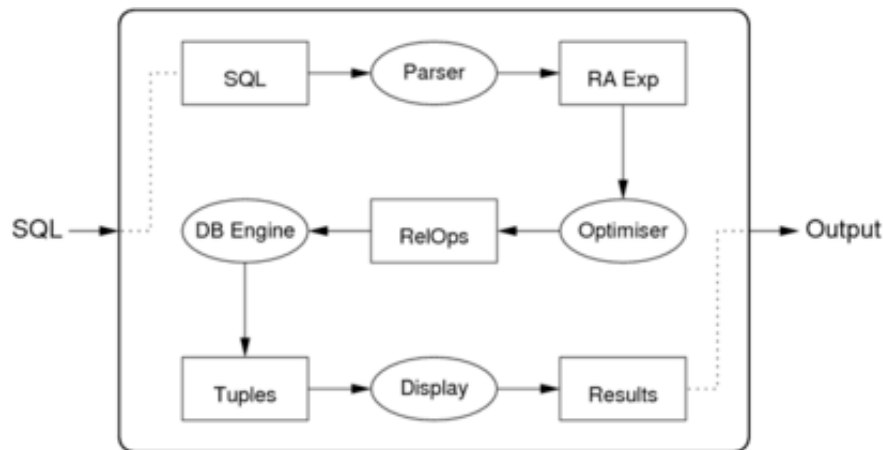 SQL
Parser
RA Exp
SQL
DB Engine
RelOps
Optimiser
Output
Tuples
Display
Results